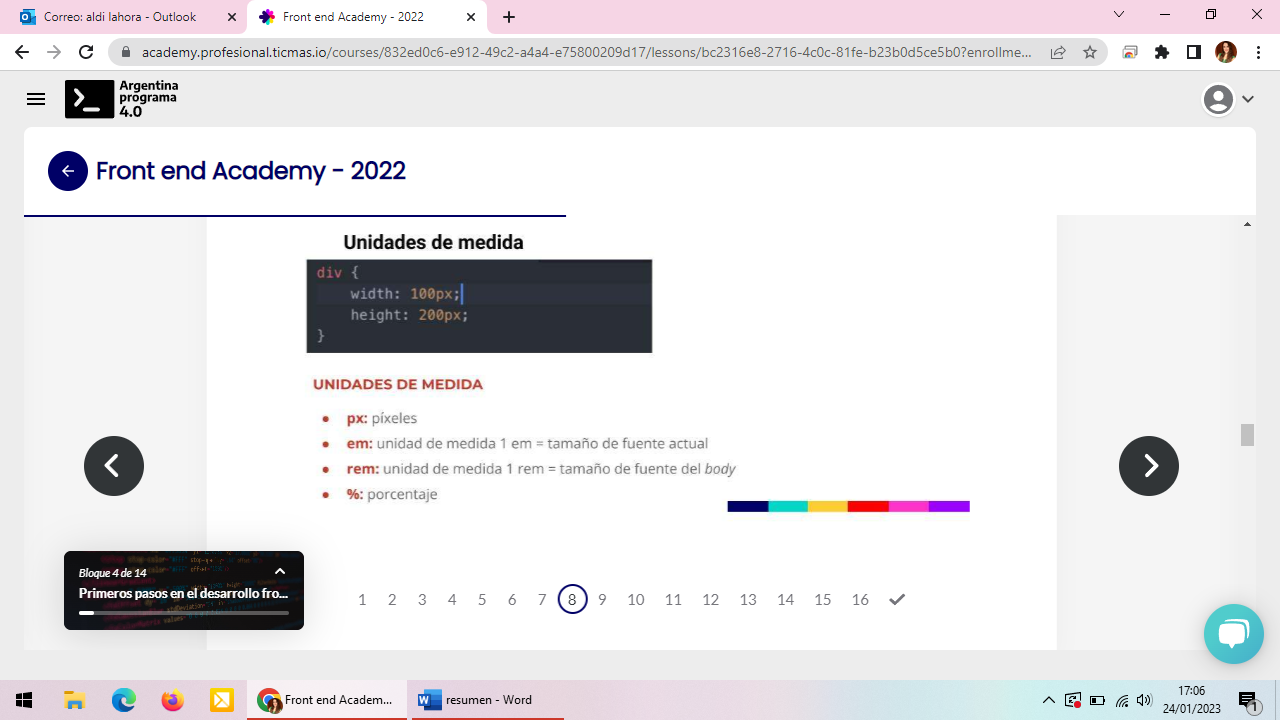 Correo: aldi lahora - Outlook
Front end Academy - 2022
academy.profesional.ticmas.io/courses/832ed0c6-e912-49c2-a4a4-e75800209d17/lessons/bc2316e8-2716-4c0c-81fe-b23b0d5ce5b0?enrollme...
Argentina
programa
4.0
Front end Academy - 2022
Unidades de medida
div {
width: 100px;
height: 200px;
}
UNIDADES DE MEDIDA
• px: píxeles
• em: unidad de medida 1 em = tamaño de fuente actual
• rem: unidad de medida 1 rem = tamaño de fuente del body
• %: porcentaje
Bloque 4 de 14
Primeros pasos en el desarrollo fro...
1 2 3 4 5 6 7 8 9 10 11 12 13 14 15 16
Front end Academ...
resumen - Word
17:06
24/01/2023
1